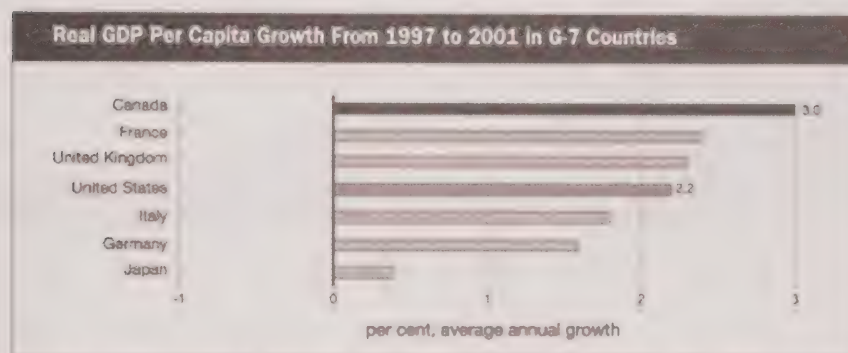 Real GDP Per Capita Growth From 1997 to 2001 in G-7 Countries
Canada 3.0
France
United Kingdom
United States 2.2
Italy
Germany
Japan
-1 0 1 2 3
per cent, average annual growth